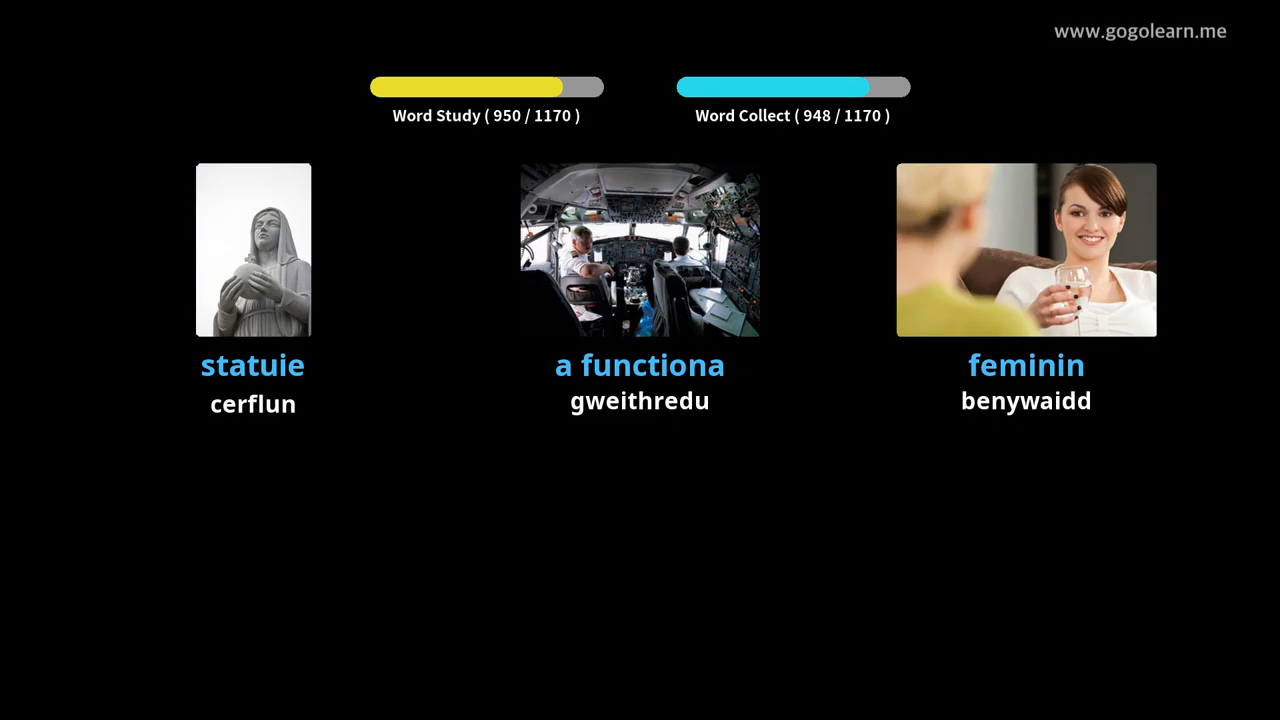 www.gogolearn.me
Word Study ( 950 / 1170 )
Word Collect ( 948 / 1170 )
statuie
cerflun
a functiona
gweithredu
feminin
benywaidd